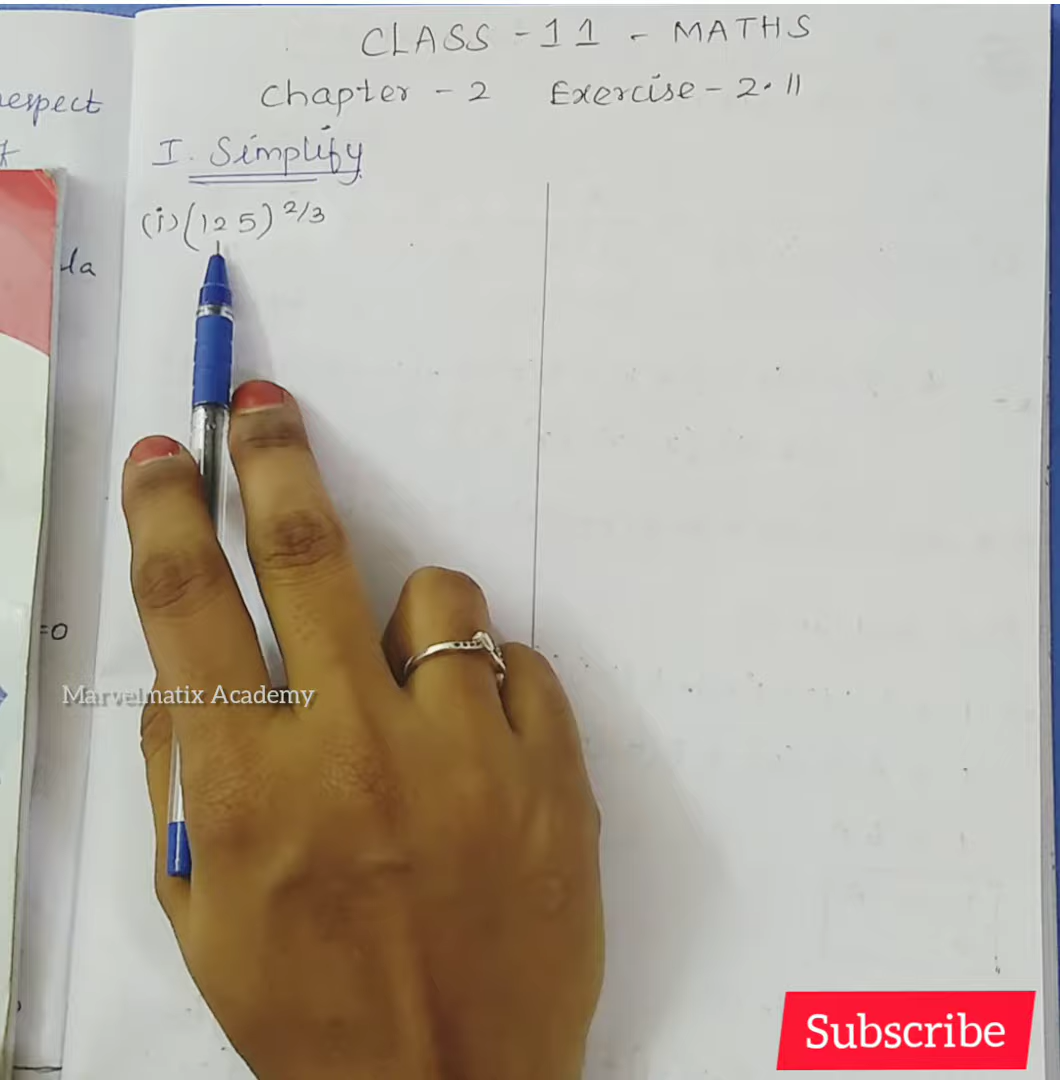 CLASS - 11 - MATHS
Chapter - 2 Exercise - 2.11
espect
I. Simplify
(i) (125)^2/3
la
=0
Marvelmatix Academy
Subscribe